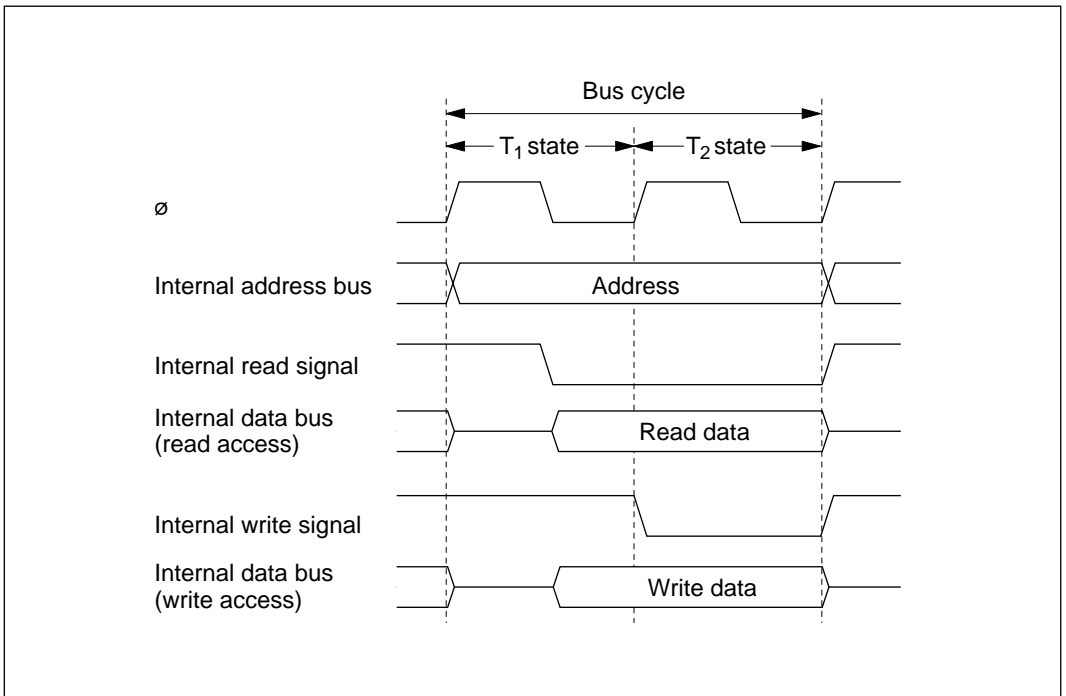 Bus cycle
T1 state
T2 state
ø
Internal address bus
Address
Internal read signal
Internal data bus
(read access)
Read data
Internal write signal
Internal data bus
(write access)
Write data